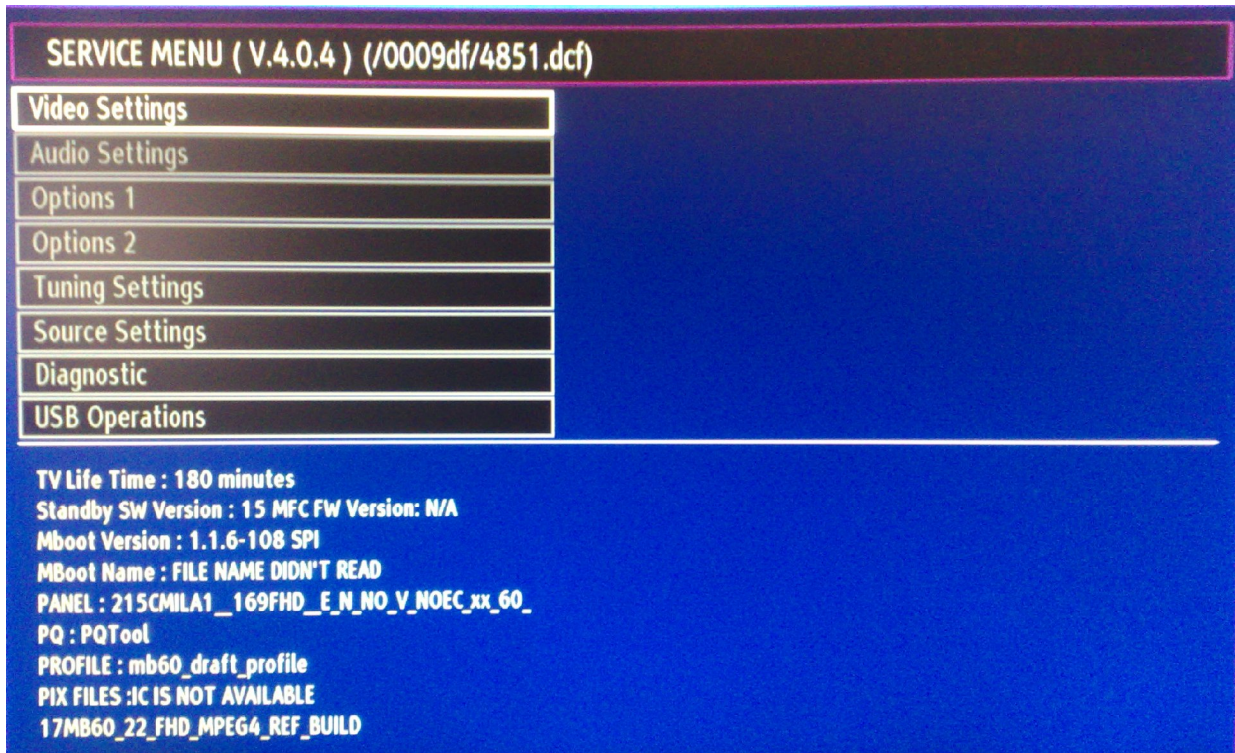 SERVICE MENU ( V.4.0.4 ) (/0009df/4851.dcf)
Video Settings
Audio Settings
Options 1
Options 2
Tuning Settings
Source Settings
Diagnostic
USB Operations
TV Life Time : 180 minutes
Standby SW Version : 15 MFC FW Version: N/A
Mboot Version : 1.1.6-108 SPI
MBoot Name : FILE NAME DIDN'T READ
PANEL : 215CMILA1__169FHD__E_N_NO_V_NOEC_xx_60_
PQ : PQTool
PROFILE : mb60_draft_profile
PIX FILES :IC IS NOT AVAILABLE
17MB60_22_FHD_MPEG4_REF_BUILD